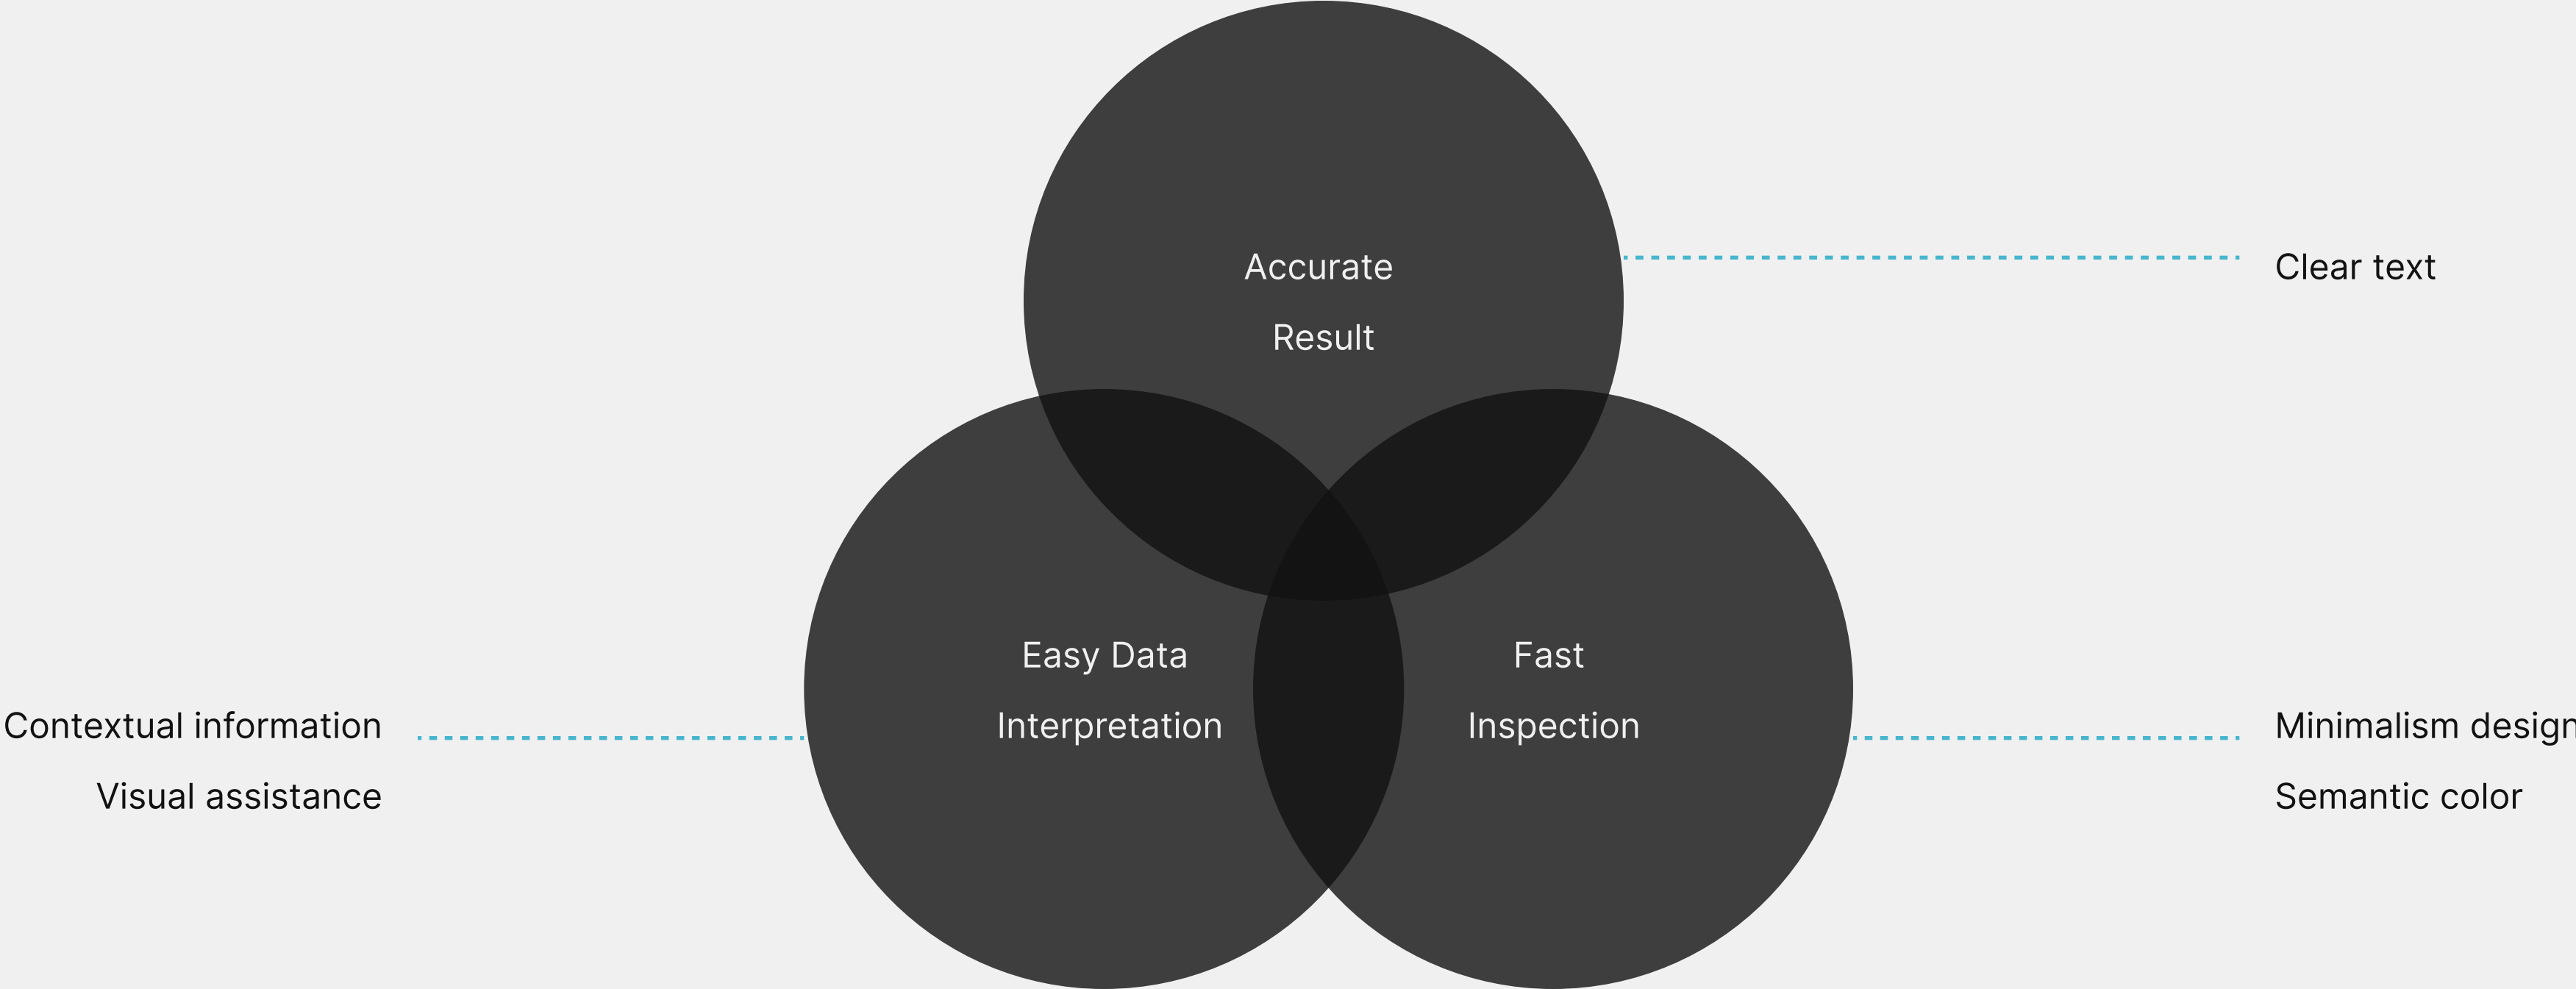 Accurate
Result
Clear text
Easy Data
Interpretation
Fast
Inspection
Contextual information
Visual assistance
Minimalism design
Semantic color